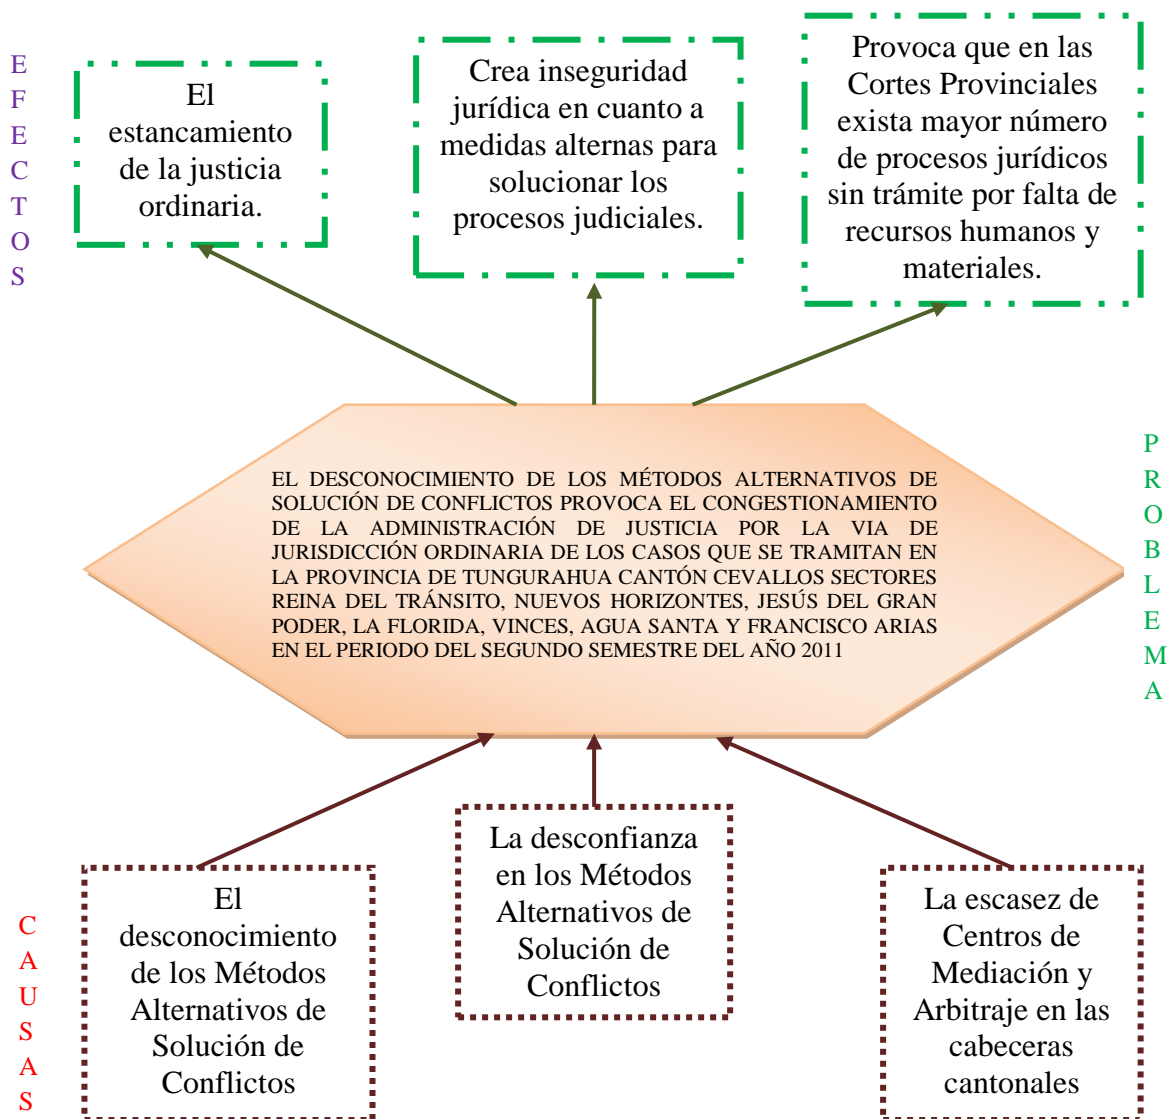 E
F
E
C
T
O
S
El
estancamiento
de la justicia
ordinaria.
Crea inseguridad
jurídica en cuanto a
medidas alternas para
solucionar los
procesos judiciales.
Provoca que en las
Cortes Provinciales
exista mayor número
de procesos jurídicos
sin trámite por falta de
recursos humanos y
materiales.
EL DESCONOCIMIENTO DE LOS MÉTODOS ALTERNATIVOS DE
SOLUCIÓN DE CONFLICTOS PROVOCA EL CONGESTIONAMIENTO
DE LA ADMINISTRACIÓN DE JUSTICIA POR LA VIA DE
JURISDICCIÓN ORDINARIA DE LOS CASOS QUE SE TRAMITAN EN
LA PROVINCIA DE TUNGURAHUA CANTÓN CEVALLOS SECTORES
REINA DEL TRÁNSITO, NUEVOS HORIZONTES, JESÚS DEL GRAN
PODER, LA FLORIDA, VINCES, AGUA SANTA Y FRANCISCO ARIAS
EN EL PERIODO DEL SEGUNDO SEMESTRE DEL AÑO 2011
P
R
O
B
L
E
M
A
C
A
U
S
A
S
El
desconocimiento
de los Métodos
Alternativos de
Solución de
Conflictos
La desconfianza
en los Métodos
Alternativos de
Solución de
Conflictos
La escasez de
Centros de
Mediación y
Arbitraje en las
cabeceras
cantonales